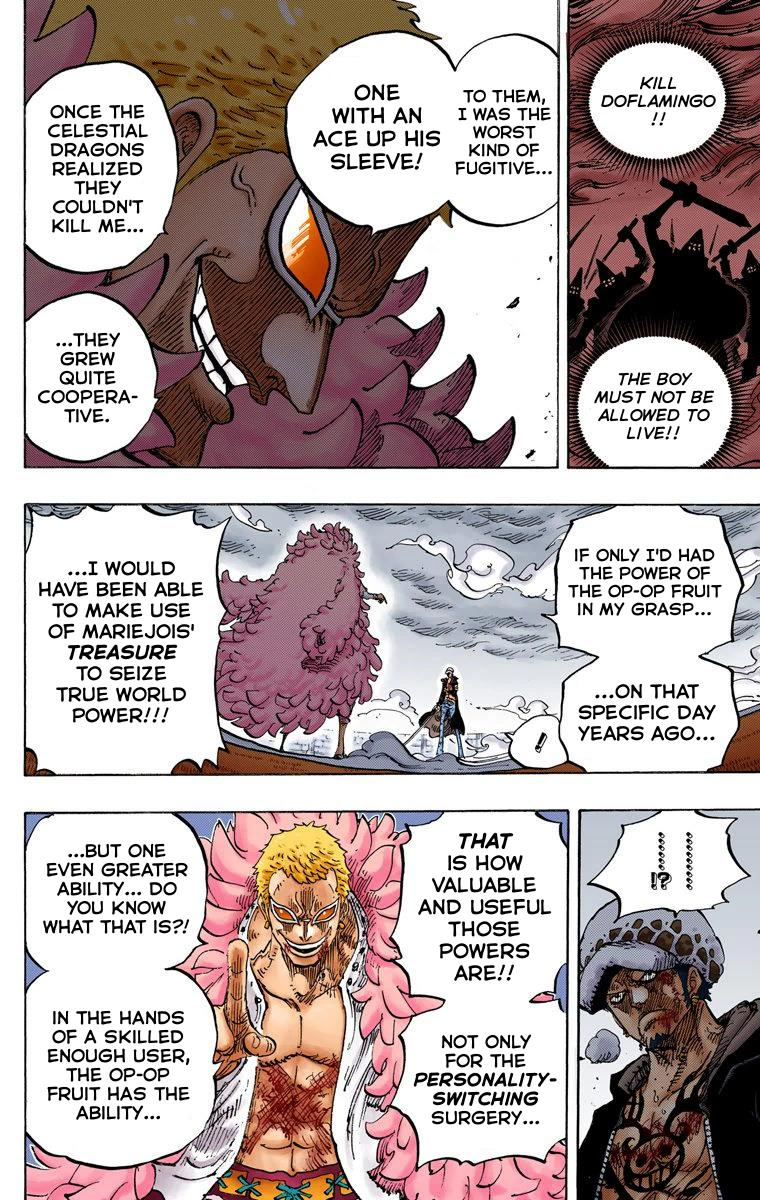 KILL
DOFLAMINGO
!!
THE BOY
MUST NOT BE
ALLOWED TO
LIVE!!
TO THEM,
I WAS THE
WORST
KIND OF
FUGITIVE...
ONE
WITH AN
ACE UP HIS
SLEEVE!
ONCE THE
CELESTIAL
DRAGONS
REALIZED
THEY
COULDN'T
KILL ME...
...THEY
GREW
QUITE
COOPERA-
TIVE.
IF ONLY I'D HAD
THE POWER OF
THE OP-OP FRUIT
IN MY GRASP...
...ON THAT
SPECIFIC DAY
YEARS AGO...
!
...I WOULD
HAVE BEEN ABLE
TO MAKE USE
OF MARIEJOIS'
TREASURE
TO SEIZE
TRUE WORLD
POWER!!!
!?
THAT
IS HOW
VALUABLE
AND USEFUL
THOSE
POWERS
ARE!!
NOT ONLY
FOR THE
PERSONALITY-
SWITCHING
SURGERY...
...BUT ONE
EVEN GREATER
ABILITY... DO
YOU KNOW
WHAT THAT IS?!
IN THE HANDS
OF A SKILLED
ENOUGH USER,
THE OP-OP
FRUIT HAS THE
ABILITY...